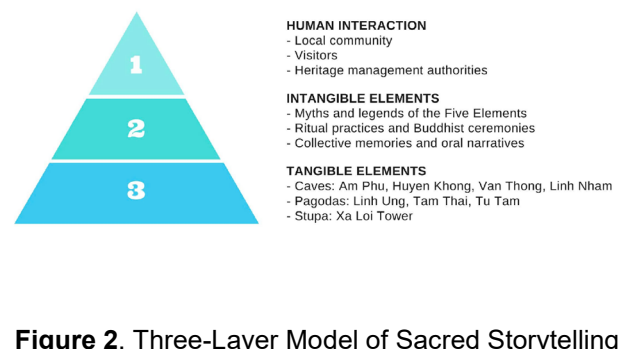 1
HUMAN INTERACTION
- Local community
- Visitors
- Heritage management authorities
2
INTANGIBLE ELEMENTS
- Myths and legends of the Five Elements
- Ritual practices and Buddhist ceremonies
- Collective memories and oral narratives
3
TANGIBLE ELEMENTS
- Caves: Am Phu, Huyen Khong, Van Thong, Linh Nham
- Pagodas: Linh Ung, Tam Thai, Tu Tam
- Stupa: Xa Loi Tower
Figure 2. Three-Layer Model of Sacred Storytelling